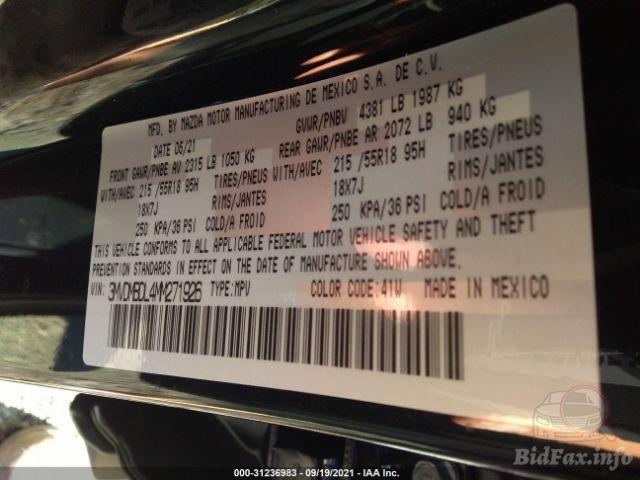 MFD. BY MAZDA MOTOR MANUFACTURING DE MEXICO S.A. DE C.V.
DATE 06/21 GVWR/PNBV 4381 LB 1987 KG
FRONT GAWR/PNBE AV 2315 LB 1050 KG REAR GAWR/PNBE AR 2072 LB 940 KG
WITH/AVEC 215 /55R18 95H TIRES/PNEUS WITH/AVEC 215 /55R18 95H TIRES/PNEUS
18X7J RIMS/JANTES 18X7J RIMS/JANTES
250 KPA/36 PSI COLD/A FROID 250 KPA/36 PSI COLD/A FROID
THIS VEHICLE CONFORMS TO ALL APPLICABLE FEDERAL MOTOR VEHICLE SAFETY AND THEFT
PREVENTION STANDARDS IN EFFECT ON THE DATE OF MANUFACTURE SHOWN ABOVE.
VIN: 3MVDMBDL4MM271926 TYPE:MPV COLOR CODE:41W MADE IN MEXICO
BidFax.info
000-31236983 - 09/19/2021 - IAA Inc.